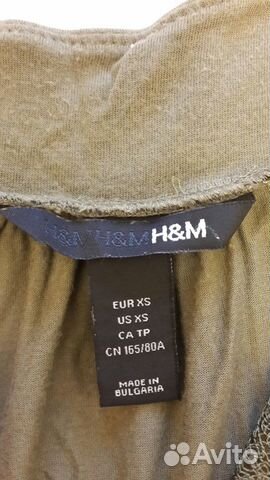 H&M H&M H&M
EUR XS
US XS
CA TP
CN 165/80A
MADE IN
BULGARIA
Avito